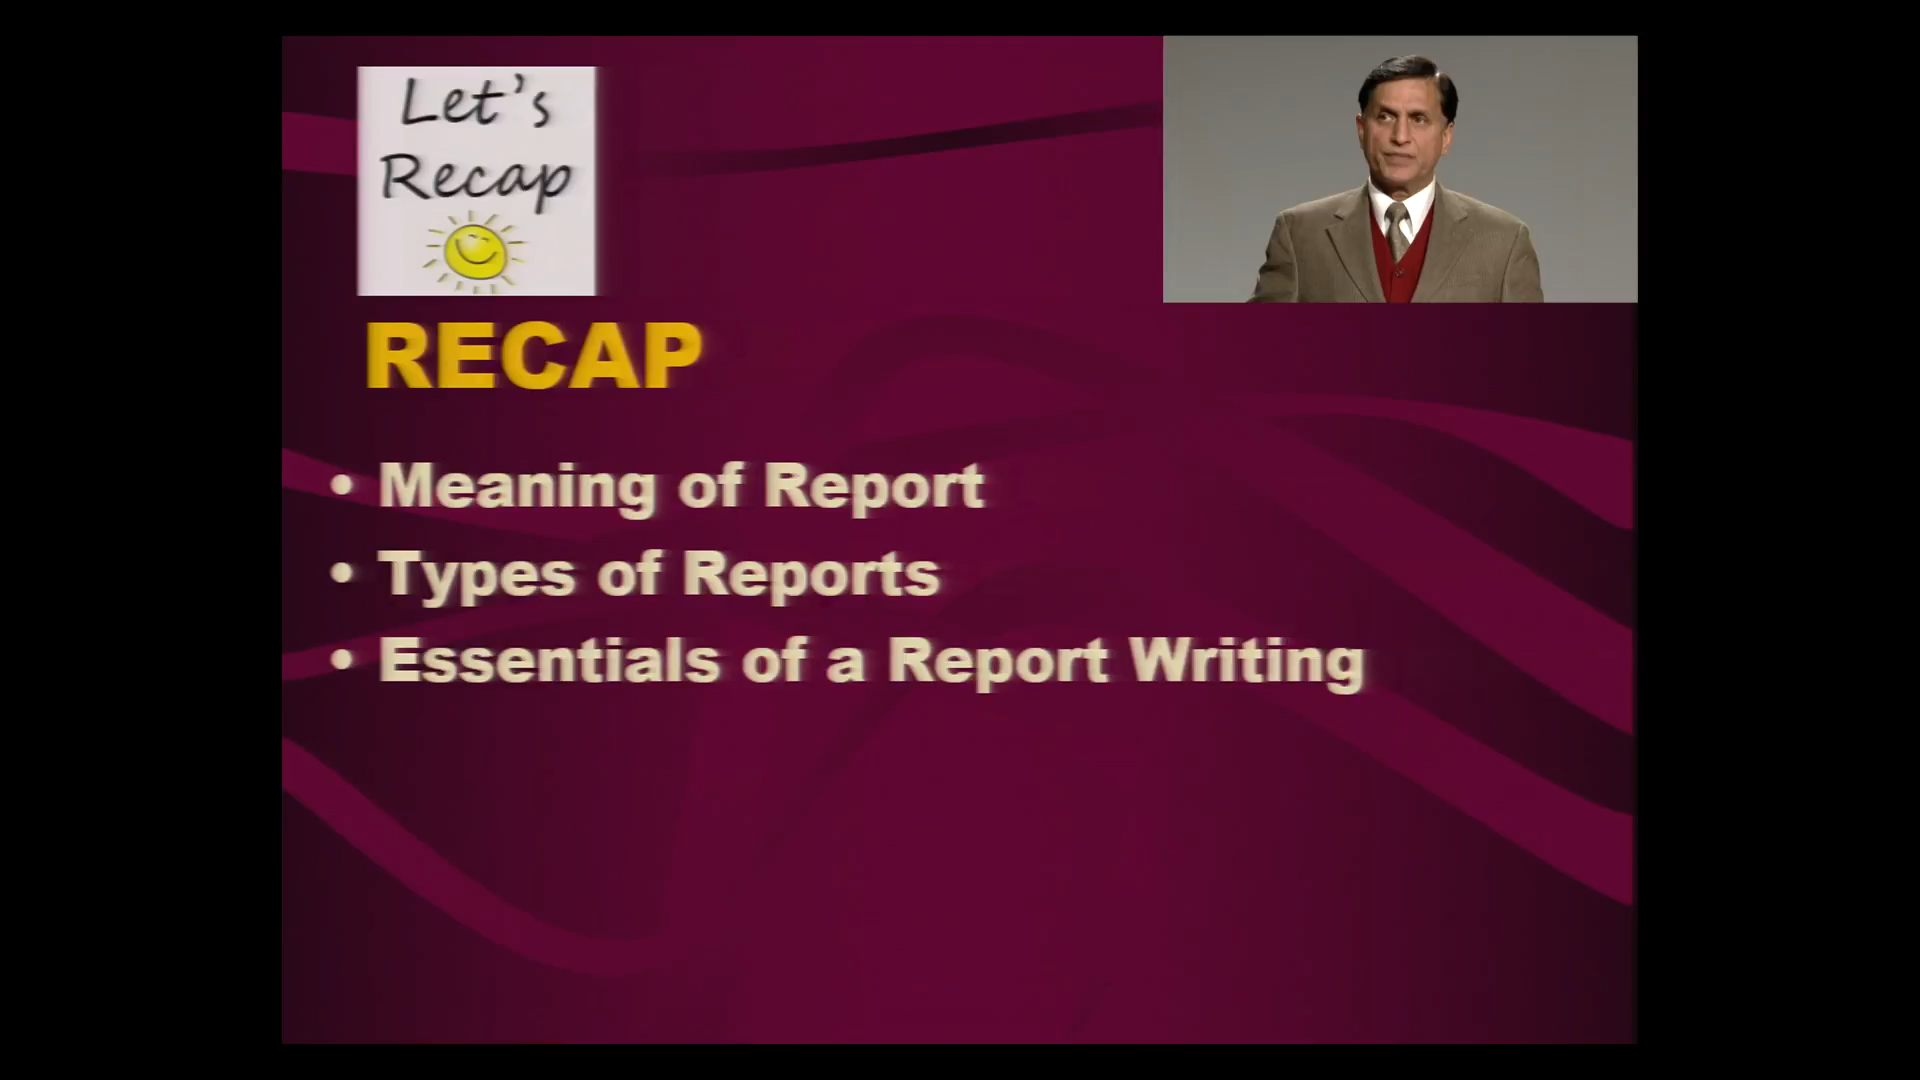 Let's
Recap
RECAP
• Meaning of Report
• Types of Reports
• Essentials of a Report Writing